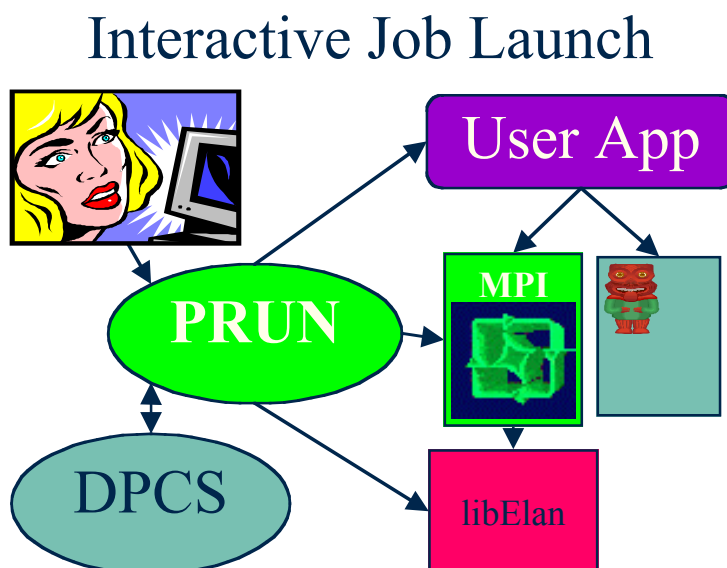 Interactive Job Launch
User App
MPI
PRUN
DPCS
libElan